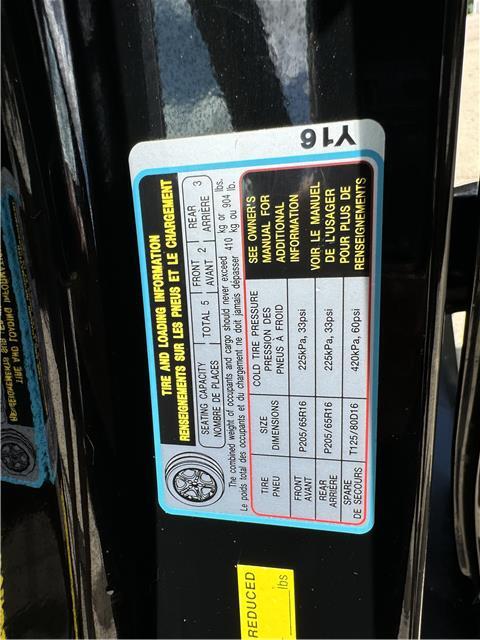 TIRE AND LOADING INFORMATION
RENSEIGNEMENTS SUR LES PNEUS ET LE CHARGEMENT
SEATING CAPACITY TOTAL 5 FRONT 2 REAR 3
NOMBRE DE PLACES AVANT ARRIÈRE
The combined weight of occupants and cargo should never exceed 410 kg or 904 lbs.
Le poids total des occupants et du chargement ne doit jamais dépasser 410 kg ou 904 lb.
TIRE SIZE COLD TIRE PRESSURE
PNEU DIMENSIONS PRESSION DES PNEUS À FROID
FRONT P205/65R16 225kPa, 33psi
AVANT
REAR P205/65R16 225kPa, 33psi
ARRIÈRE
SPARE T125/80D16 420kPa, 60psi
DE SECOURS
SEE OWNER'S
MANUAL FOR
ADDITIONAL
INFORMATION
VOIR LE MANUEL
DE L'USAGER
POUR PLUS DE
RENSEIGNEMENTS
Y16
REDUCED
lbs